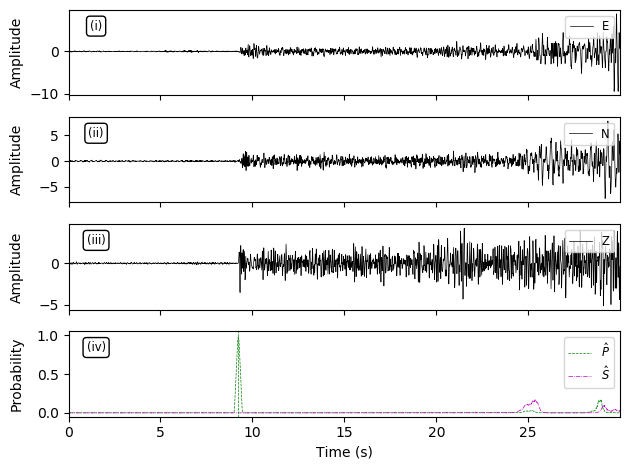 Amplitude
0
−10
(i)
E
Amplitude
5
0
−5
(ii)
N
Amplitude
0
−5
(iii)
Z
Probability
1.0
0.5
0.0
(iv)
P̂
Ŝ
0 5 10 15 20 25
Time (s)